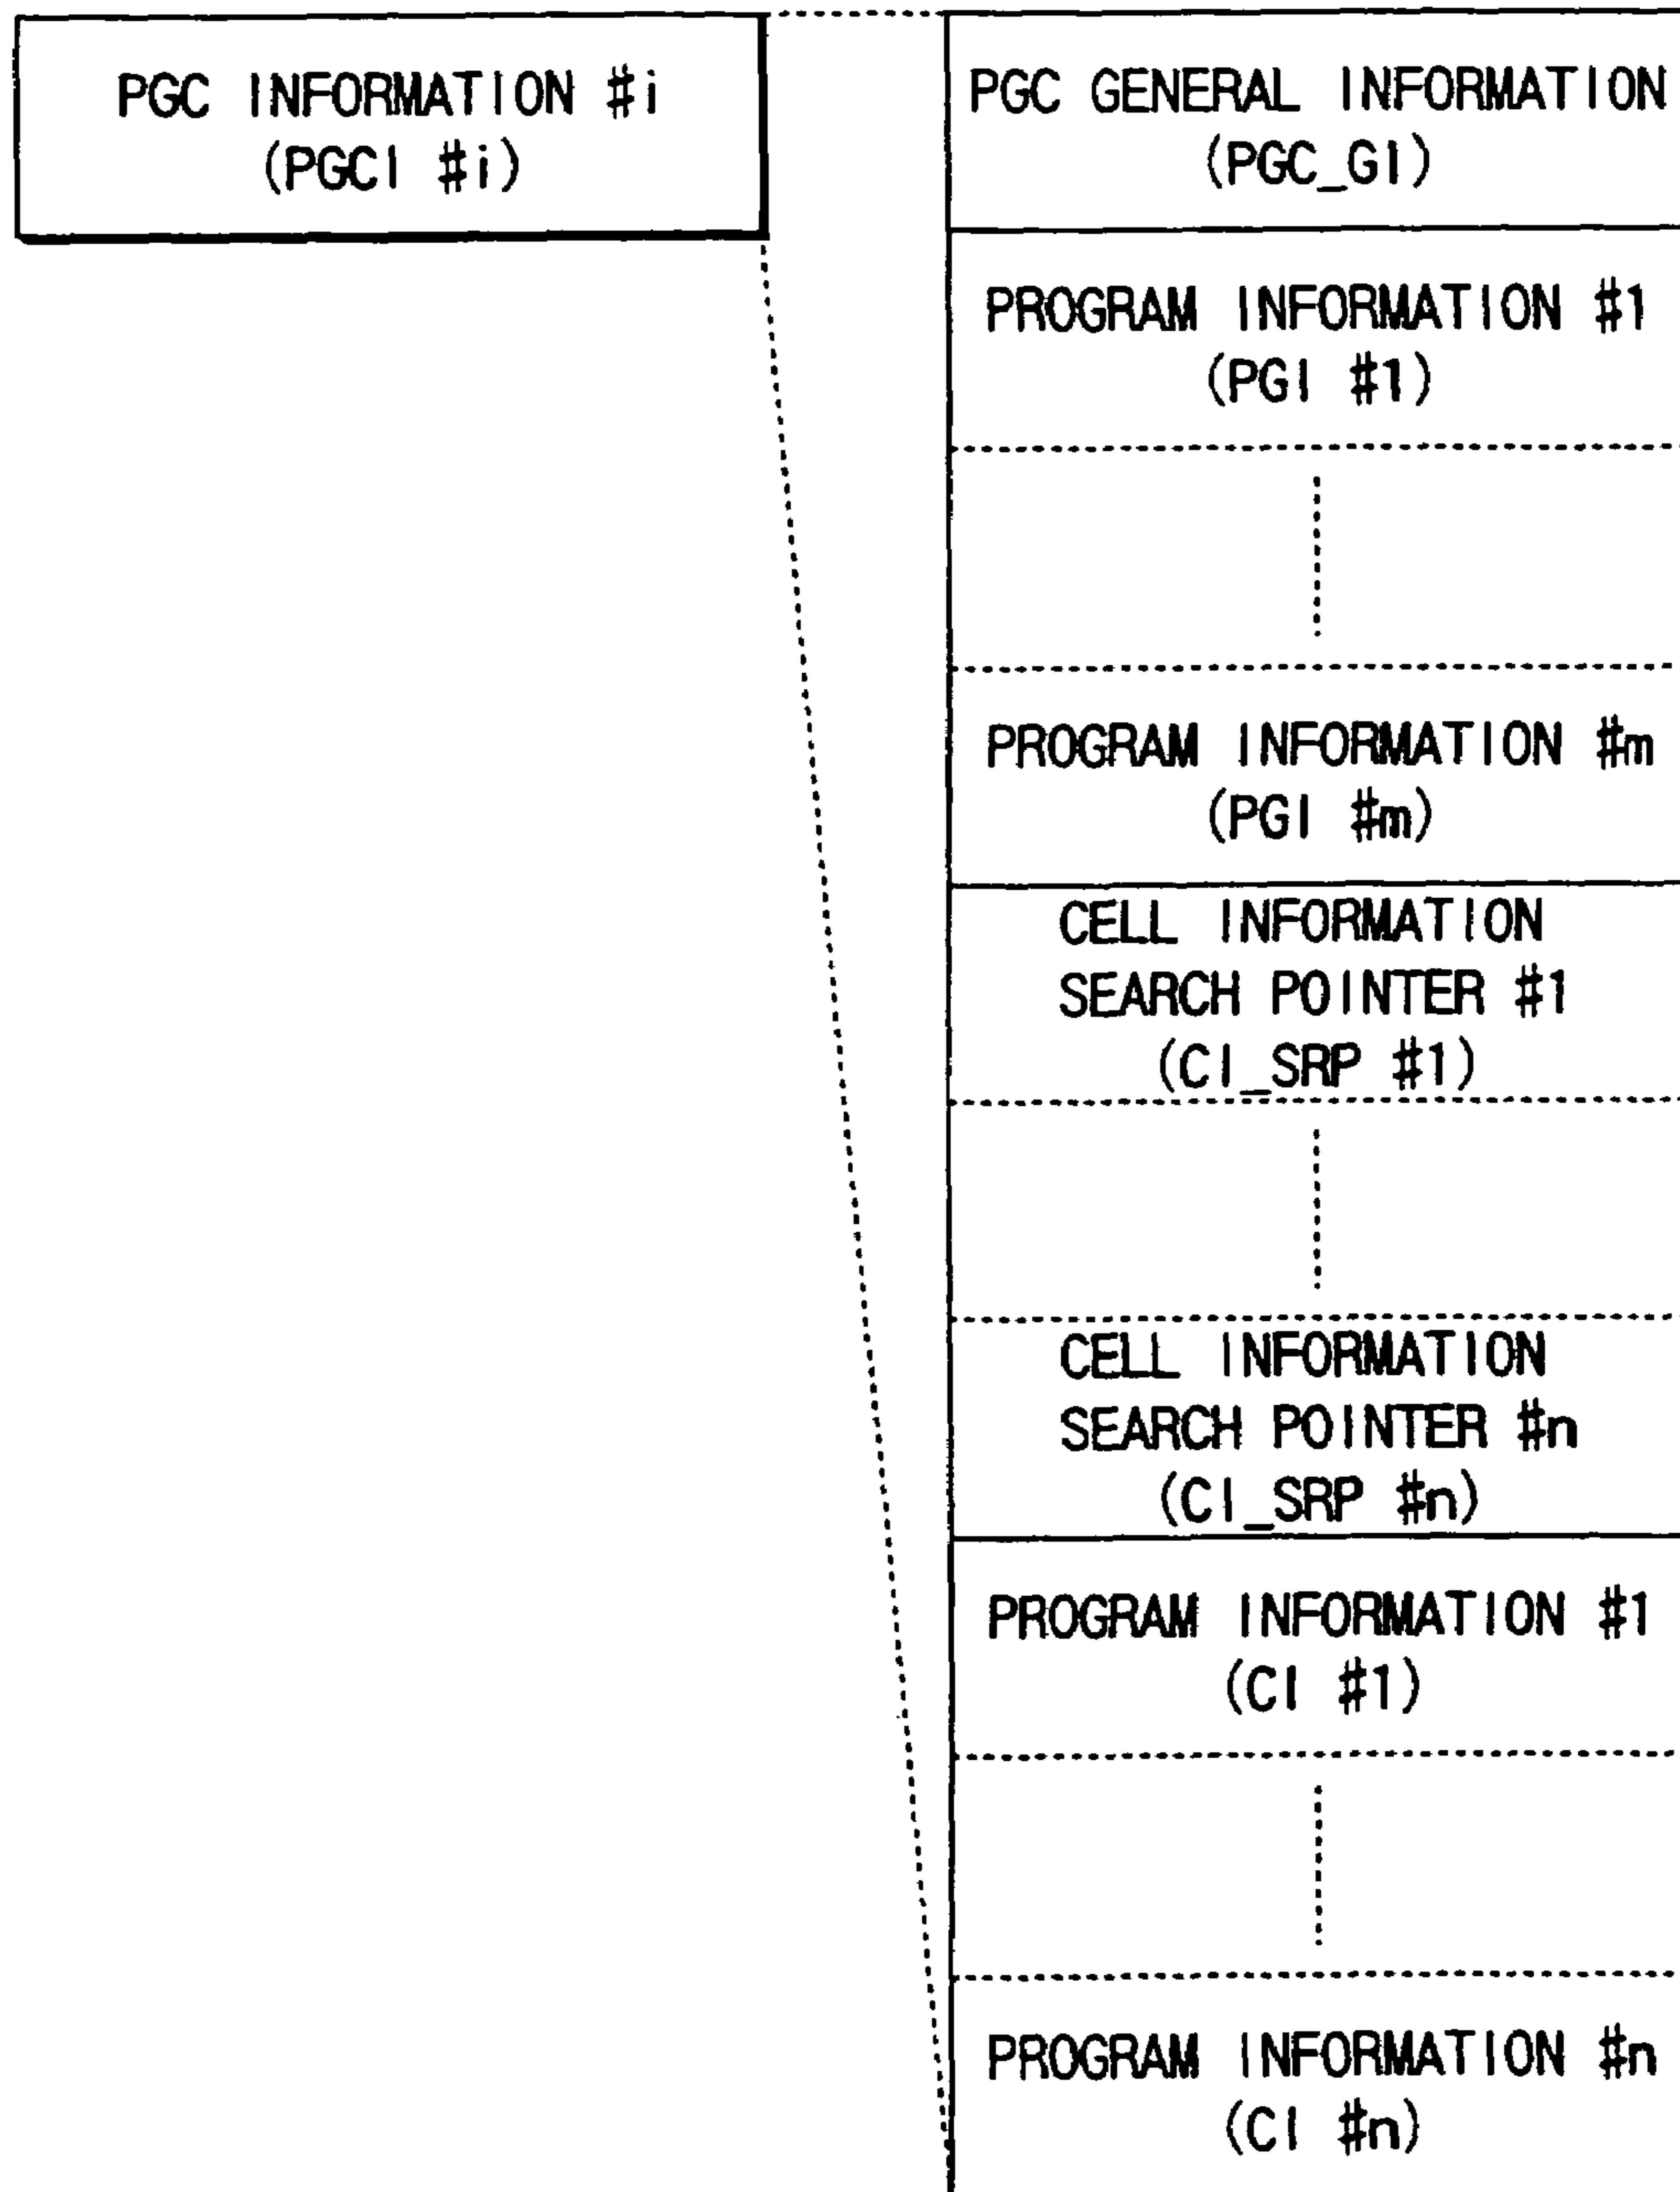 PGC INFORMATION #i
(PGCI #i)
PGC GENERAL INFORMATION
(PGC_GI)
PROGRAM INFORMATION #1
(PGI #1)
PROGRAM INFORMATION #m
(PGI #m)
CELL INFORMATION
SEARCH POINTER #1
(CI_SRP #1)
CELL INFORMATION
SEARCH POINTER #n
(CI_SRP #n)
PROGRAM INFORMATION #1
(CI #1)
PROGRAM INFORMATION #n
(CI #n)